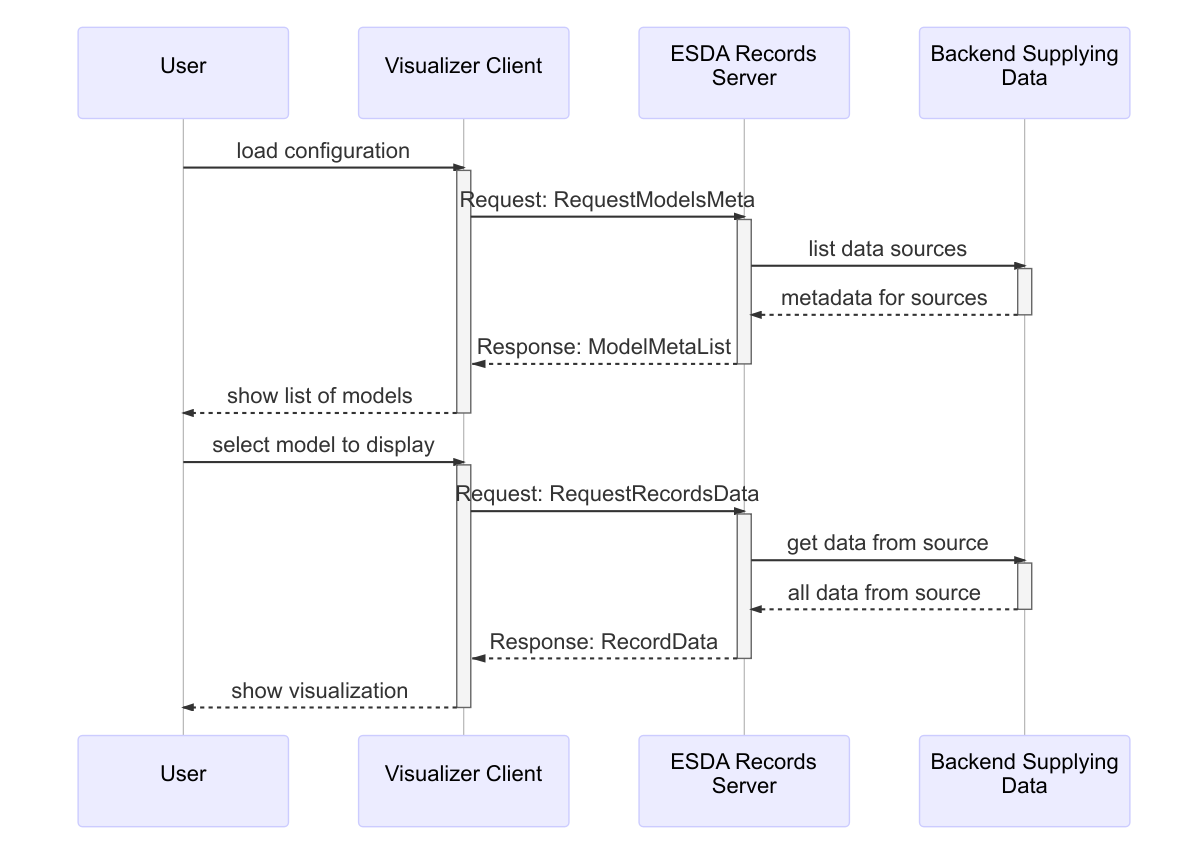 User
Visualizer Client
ESDA Records
Server
Backend Supplying
Data
load configuration
Request: RequestModelsMeta
list data sources
metadata for sources
Response: ModelMetaList
show list of models
select model to display
Request: RequestRecordsData
get data from source
all data from source
Response: RecordData
show visualization
User
Visualizer Client
ESDA Records
Server
Backend Supplying
Data